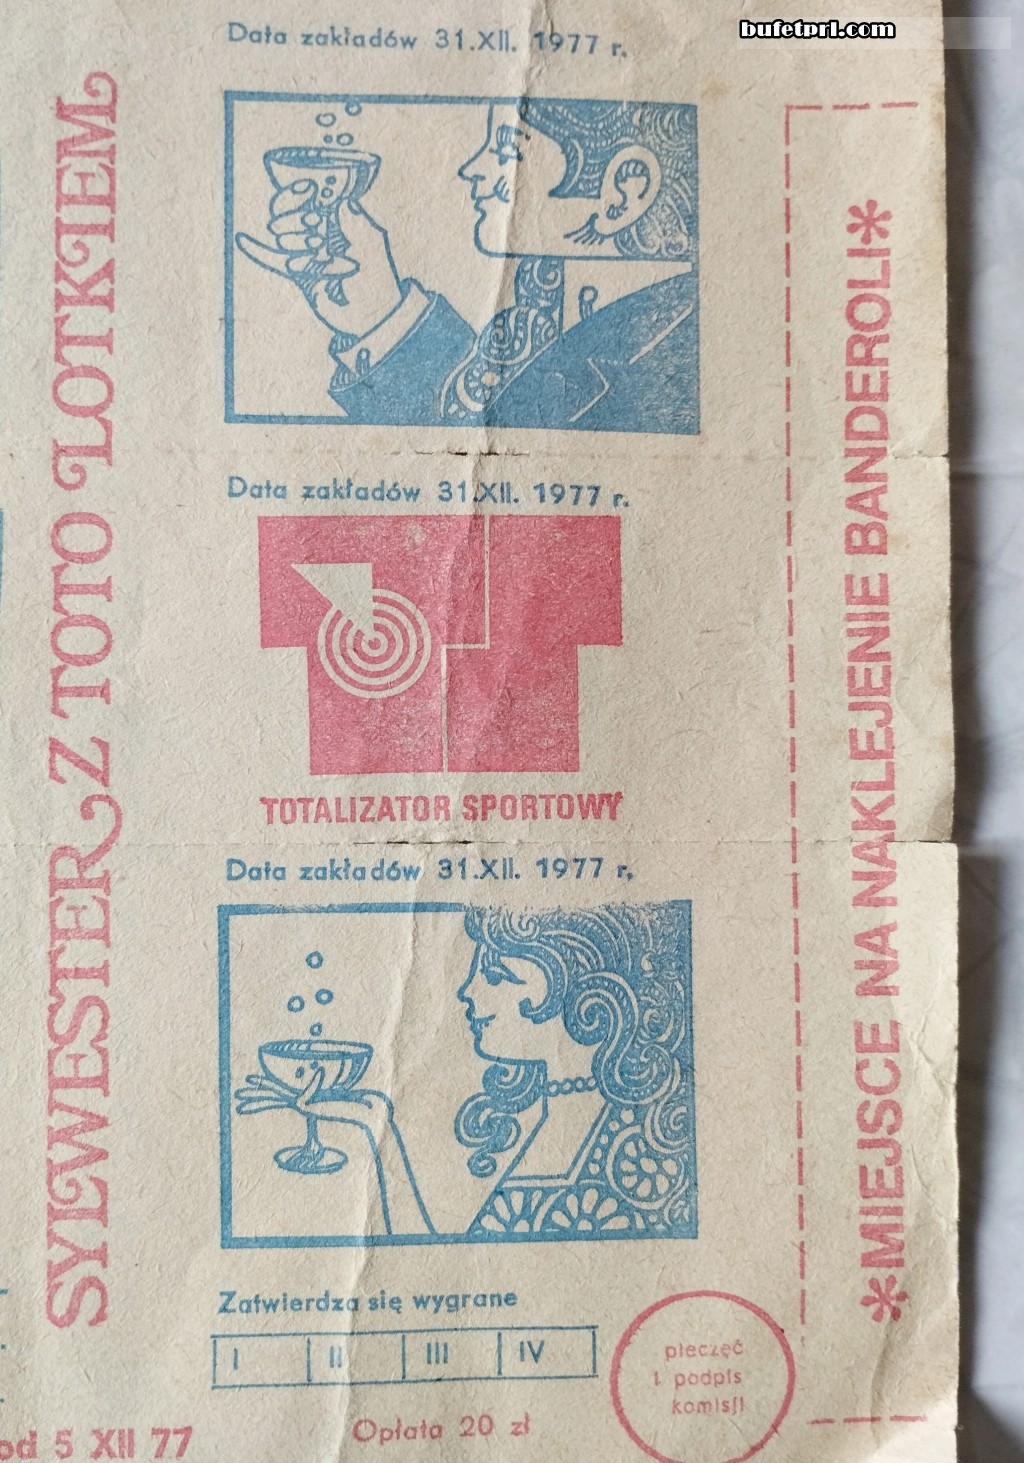 bufetprl.com
Data zakładów 31.XII. 1977 r.
SYLWESTER Z TOTO LOTKIEM
*MIEJSCE NA NAKLEJENIE BANDEROLI*
Data zakładów 31.XII. 1977 r.
TOTALIZATOR SPORTOWY
Data zakładów 31.XII. 1977 r.
Zatwierdza się wygrane
I II III IV
pieczęć
i podpis
komisji
Opłata 20 zł
od 5 XII 77